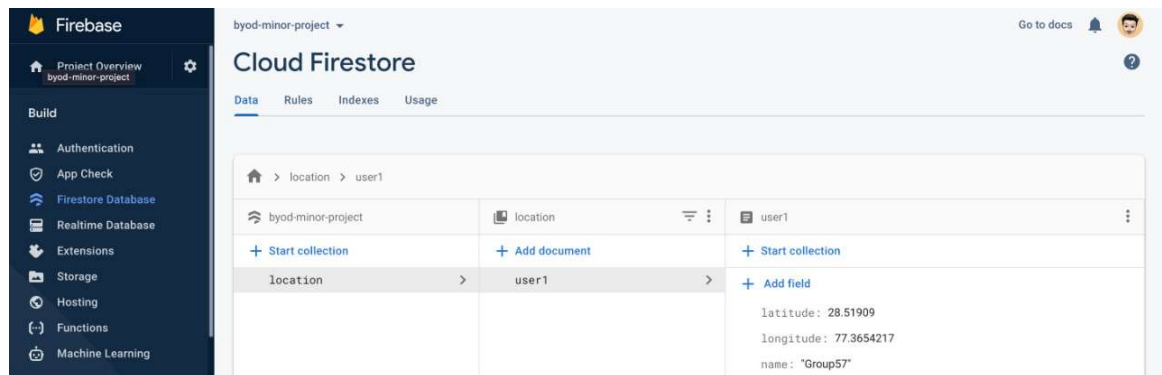 Firebase
Project Overview
byod-minor-project
Build
Authentication
App Check
Firestore Database
Realtime Database
Extensions
Storage
Hosting
Functions
Machine Learning
byod-minor-project
Go to docs
Cloud Firestore
Data Rules Indexes Usage
> location > user1
byod-minor-project
+ Start collection
location >
location
+ Add document
user1 >
user1
+ Start collection
+ Add field
latitude: 28.51909
longitude: 77.3654217
name: "Group57"